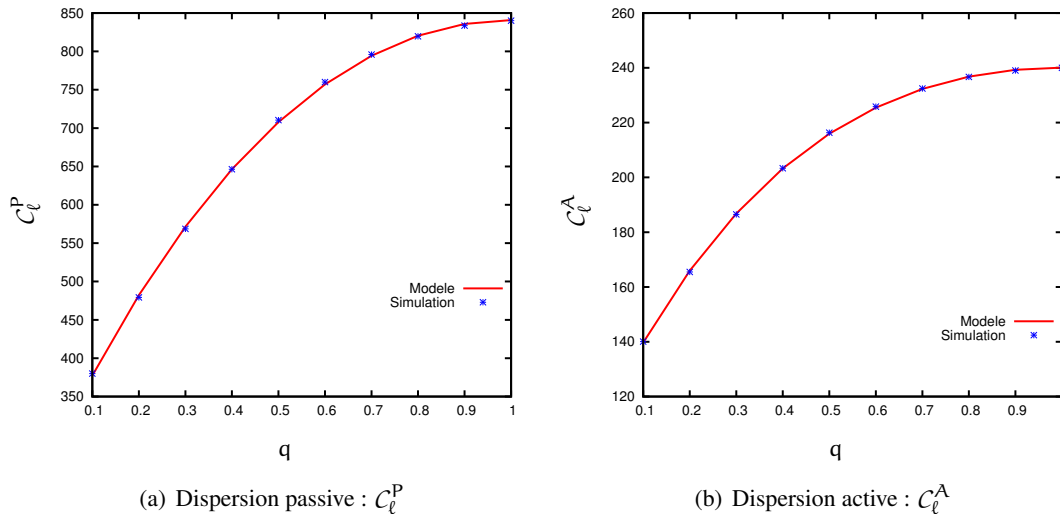 850
800
750
700
650
600
550
500
450
400
350
C_ℓ^P
0.1 0.2 0.3 0.4 0.5 0.6 0.7 0.8 0.9 1
q
Modele
Simulation
(a) Dispersion passive : C_ℓ^P
260
240
220
200
180
160
140
120
C_ℓ^A
0.1 0.2 0.3 0.4 0.5 0.6 0.7 0.8 0.9
q
Modele
Simulation
(b) Dispersion active : C_ℓ^A